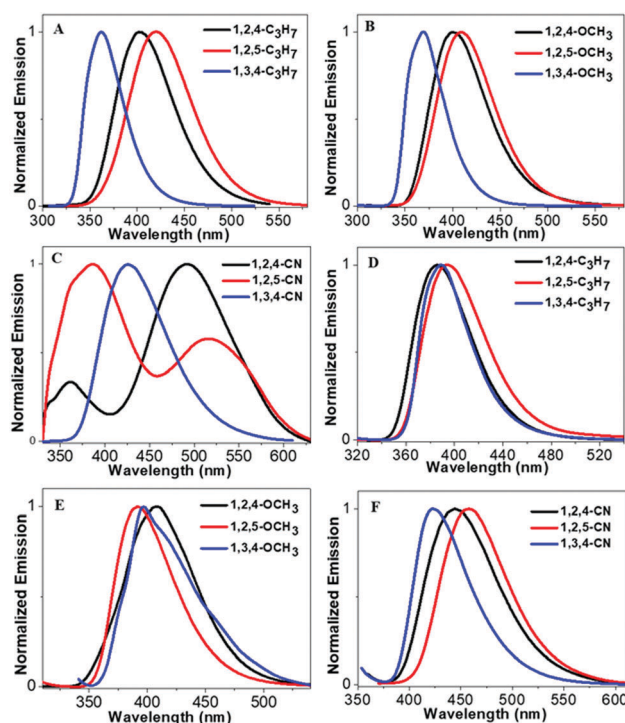 A
1,2,4-C₃H₇
1,2,5-C₃H₇
1,3,4-C₃H₇
Normalized Emission
1
0
300 350 400 450 500 550
Wavelength (nm)
B
1,2,4-OCH₃
1,2,5-OCH₃
1,3,4-OCH₃
Normalized Emission
1
0
300 350 400 450 500 550
Wavelength (nm)
C
1,2,4-CN
1,2,5-CN
1,3,4-CN
Normalized Emission
1
0
350 400 450 500 550 600
Wavelength (nm)
D
1,2,4-C₃H₇
1,2,5-C₃H₇
1,3,4-C₃H₇
Normalized Emission
1
0
320 360 400 440 480 520
Wavelength (nm)
E
1,2,4-OCH₃
1,2,5-OCH₃
1,3,4-OCH₃
Normalized Emission
1
0
350 400 450 500
Wavelength (nm)
F
1,2,4-CN
1,2,5-CN
1,3,4-CN
Normalized Emission
1
0
350 400 450 500 550 600
Wavelength (nm)